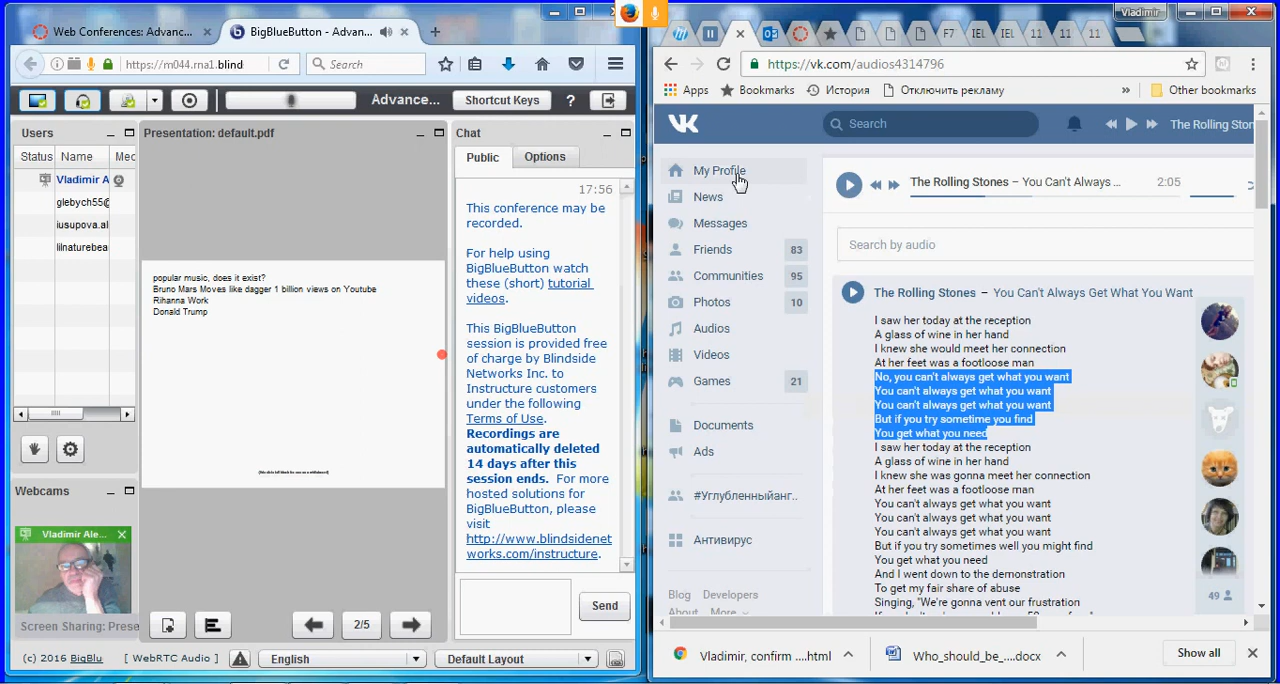 Web Conferences: Advanc...
BigBlueButton - Advan...
https://m044.rna1.blind
Search
Advance...
Shortcut Keys
?
Users
Status
Name
Med
Vladimir A
glebych55@
iusupova.al
lilnaturebea
Presentation: default.pdf
popular music, does it exist?
Bruno Mars Moves like dagger 1 billion views on Youtube
Rihanna Work
Donald Trump
2/5
Chat
Public
Options
17:56
This conference may be
recorded.
For help using
BigBlueButton watch
these (short) tutorial
videos.
This BigBlueButton
session is provided free
of charge by Blindside
Networks Inc. to
Instructure customers
under the following
Terms of Use.
Recordings are
automatically deleted
14 days after this
session ends. For more
hosted solutions for
BigBlueButton, please
visit
http://www.blindsidenet
works.com/instructure.
Send
Webcams
Vladimir Ale...
Screen Sharing: Prese
(c) 2016 BigBlu
[ WebRTC Audio ]
English
Default Layout
Vladimir
F7
IEL
IEL
11
11
11
https://vk.com/audios4314796
Apps
Bookmarks
История
Отключить рекламу
»
Other bookmarks
Search
The Rolling Ston
My Profile
News
Messages
Friends 83
Communities 95
Photos 10
Audios
Videos
Games 21
Documents
Ads
#Углубленныйанг..
Антивирус
Blog Developers
About More
The Rolling Stones – You Can't Always ...
2:05
Search by audio
The Rolling Stones – You Can't Always Get What You Want
I saw her today at the reception
A glass of wine in her hand
I knew she would meet her connection
At her feet was a footloose man
No, you can't always get what you want
You can't always get what you want
You can't always get what you want
But if you try sometime you find
You get what you need
I saw her today at the reception
A glass of wine in her hand
I knew she was gonna meet her connection
At her feet was a footloose man
You can't always get what you want
You can't always get what you want
You can't always get what you want
But if you try sometimes well you might find
You get what you need
And I went down to the demonstration
To get my fair share of abuse
Singing, "We're gonna vent our frustration
49
Vladimir, confirm ....html
Who_should_be_....docx
Show all